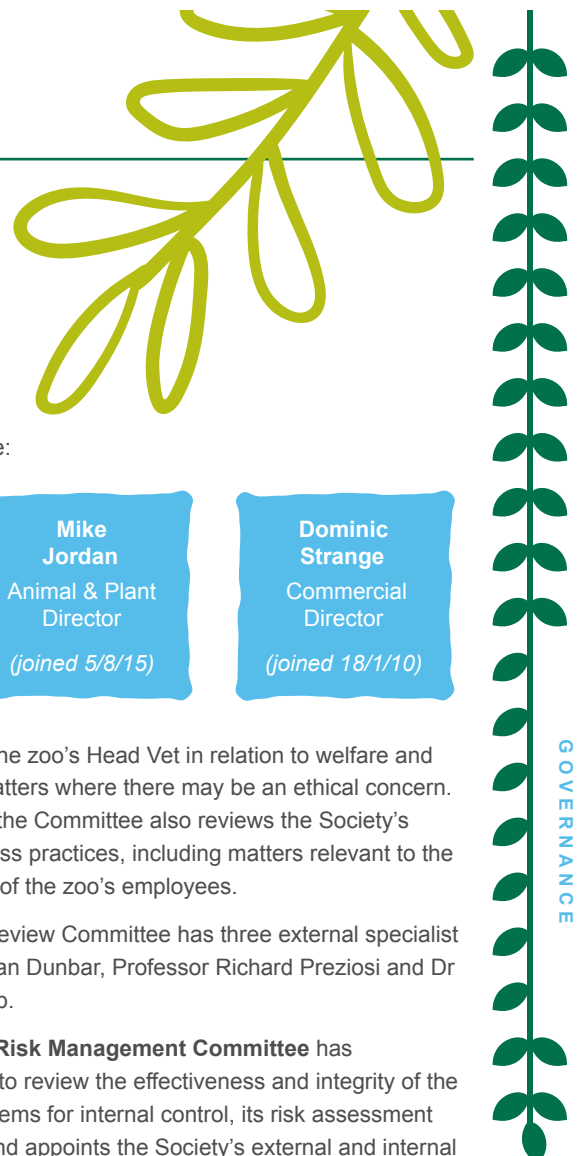 e:
Mike
Jordan
Animal & Plant
Director
(joined 5/8/15)
Dominic
Strange
Commercial
Director
(joined 18/1/10)
he zoo's Head Vet in relation to welfare and
atters where there may be an ethical concern.
the Committee also reviews the Society's
ss practices, including matters relevant to the
of the zoo's employees.
eview Committee has three external specialist
an Dunbar, Professor Richard Preziosi and Dr
Risk Management Committee has
to review the effectiveness and integrity of the
ems for internal control, its risk assessment
nd appoints the Society's external and internal
GOVERNANCE